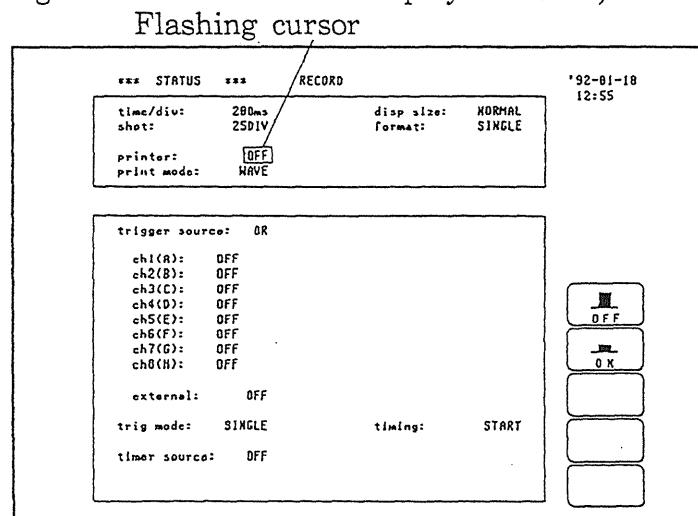 Flashing cursor
*** STATUS *** RECORD '92-01-18
12:55
time/div: 200ms disp size: NORMAL
shot: 25DIV format: SINGLE
printer: OFF
print mode: WAVE
trigger source: OR
ch1(A): OFF
ch2(B): OFF
ch3(C): OFF
ch4(D): OFF
ch5(E): OFF
ch6(F): OFF
ch7(G): OFF
ch8(H): OFF
external: OFF
trig mode: SINGLE timing: START
timer source: OFF
OFF
ON